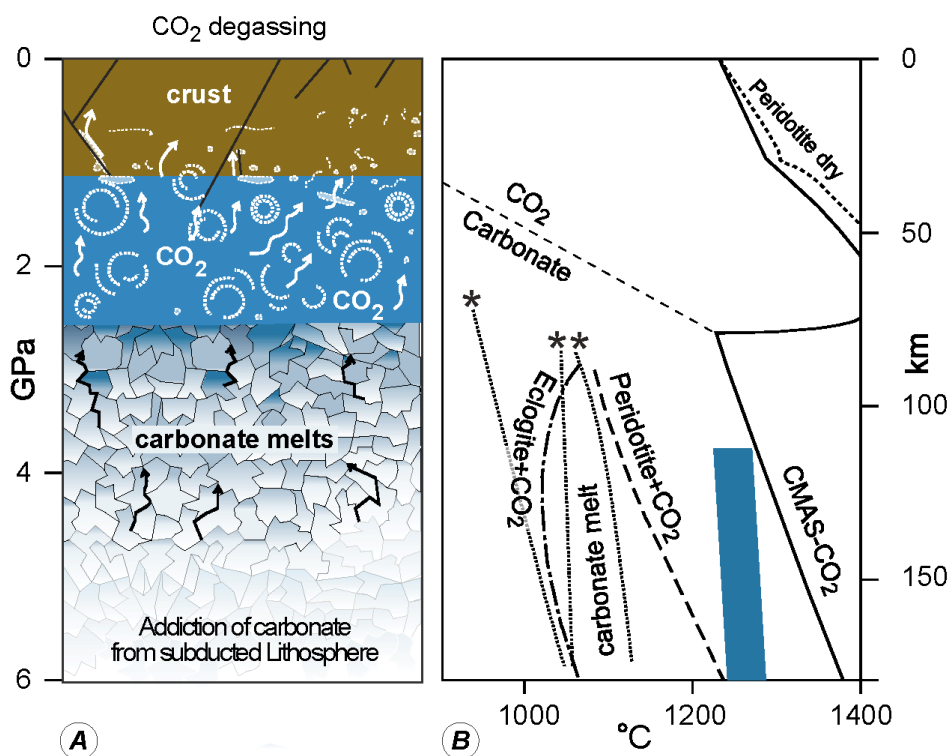 CO2 degassing
0
2
GPa
4
6
crust
CO2
CO2
carbonate melts
Addiction of carbonate
from subducted Lithosphere
A
Peridotite dry
CO2
Carbonate
*
* *
Eclogite+CO2
carbonate melt
Peridotite+CO2
CMAS-CO2
0
50
km
100
150
1000
1200
1400
°C
B